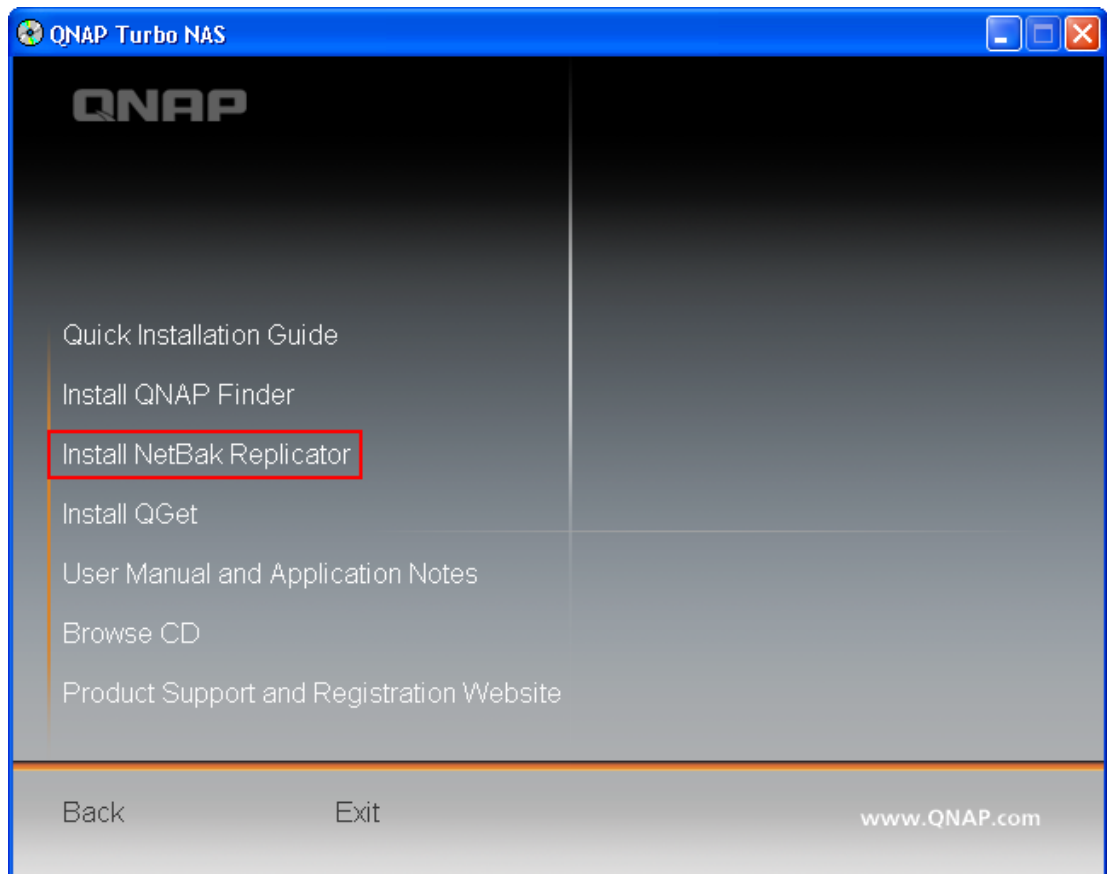 QNAP Turbo NAS
QNAP
Quick Installation Guide
Install QNAP Finder
Install NetBak Replicator
Install QGet
User Manual and Application Notes
Browse CD
Product Support and Registration Website
Back Exit www.QNAP.com